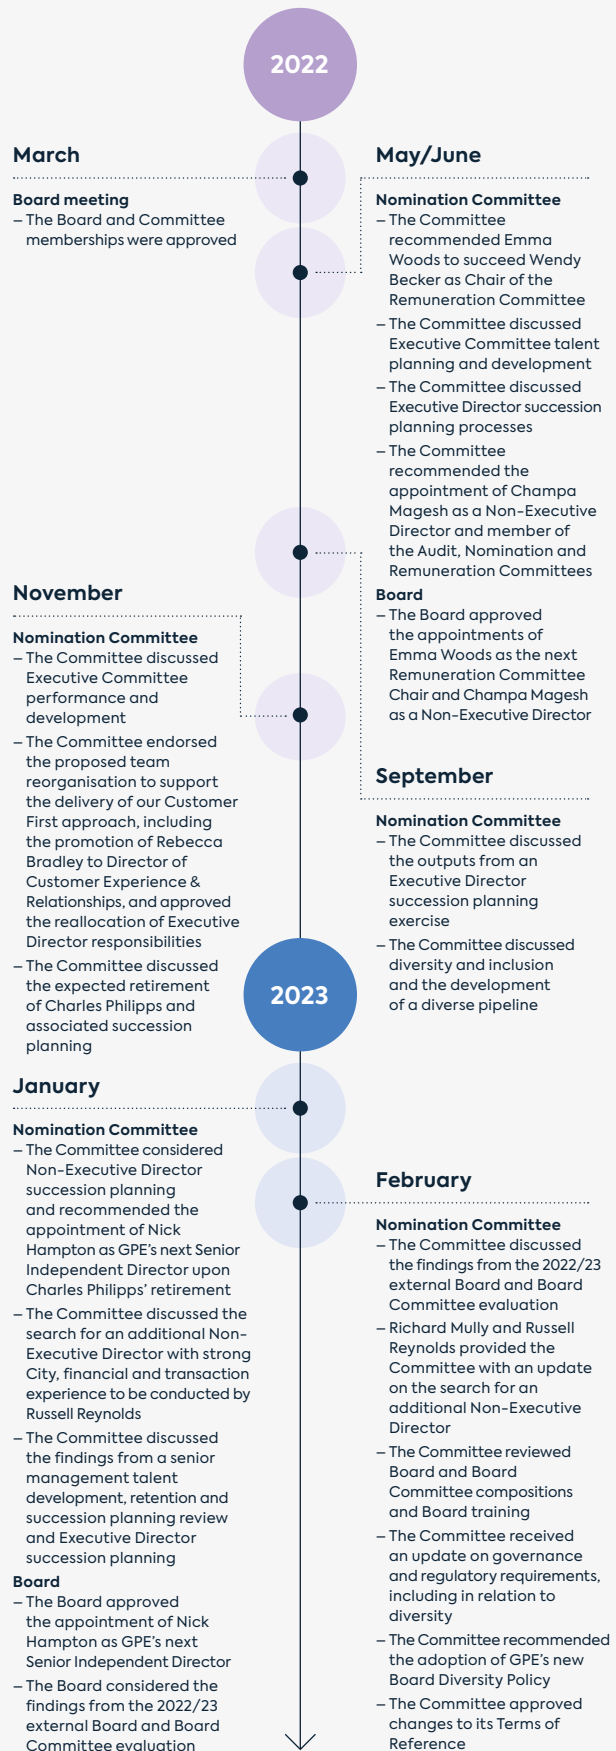 2022
March
Board meeting
– The Board and Committee
memberships were approved
May/June
Nomination Committee
– The Committee
recommended Emma
Woods to succeed Wendy
Becker as Chair of the
Remuneration Committee
– The Committee discussed
Executive Committee talent
planning and development
– The Committee discussed
Executive Director succession
planning processes
– The Committee
recommended the
appointment of Champa
Magesh as a Non-Executive
Director and member of
the Audit, Nomination and
Remuneration Committees
Board
– The Board approved
the appointments of
Emma Woods as the next
Remuneration Committee
Chair and Champa Magesh
as a Non-Executive Director
September
Nomination Committee
– The Committee discussed
the outputs from an
Executive Director
succession planning
exercise
– The Committee discussed
diversity and inclusion
and the development
of a diverse pipeline
November
Nomination Committee
– The Committee discussed
Executive Committee
performance and
development
– The Committee endorsed
the proposed team
reorganisation to support
the delivery of our Customer
First approach, including
the promotion of Rebecca
Bradley to Director of
Customer Experience &
Relationships, and approved
the reallocation of Executive
Director responsibilities
– The Committee discussed
the expected retirement
of Charles Philipps and
associated succession
planning
2023
January
Nomination Committee
– The Committee considered
Non-Executive Director
succession planning
and recommended the
appointment of Nick
Hampton as GPE's next Senior
Independent Director upon
Charles Philipps' retirement
– The Committee discussed the
search for an additional Non-
Executive Director with strong
City, financial and transaction
experience to be conducted by
Russell Reynolds
– The Committee discussed
the findings from a senior
management talent
development, retention and
succession planning review
and Executive Director
succession planning
Board
– The Board approved
the appointment of Nick
Hampton as GPE's next
Senior Independent Director
– The Board considered the
findings from the 2022/23
external Board and Board
Committee evaluation
February
Nomination Committee
– The Committee discussed
the findings from the 2022/23
external Board and Board
Committee evaluation
– Richard Mully and Russell
Reynolds provided the
Committee with an update
on the search for an
additional Non-Executive
Director
– The Committee reviewed
Board and Board
Committee compositions
and Board training
– The Committee received
an update on governance
and regulatory requirements,
including in relation to
diversity
– The Committee recommended
the adoption of GPE's new
Board Diversity Policy
– The Committee approved
changes to its Terms of
Reference